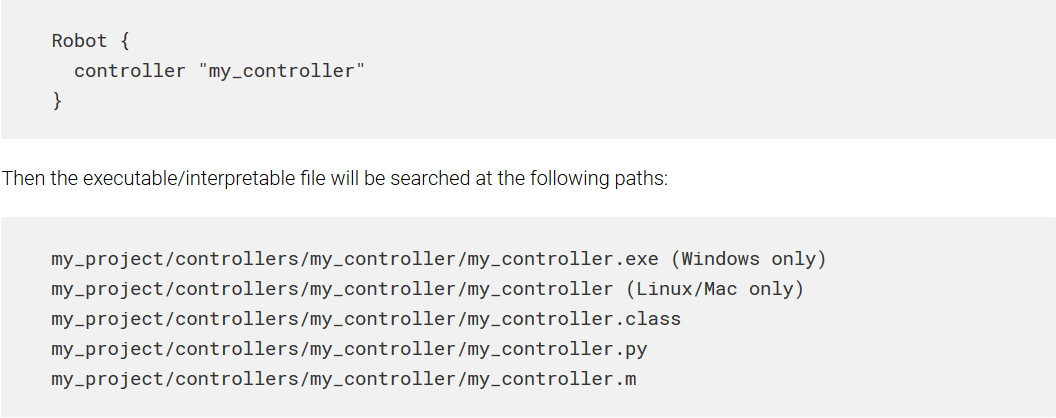 Robot {
  controller "my_controller"
}
Then the executable/interpretable file will be searched at the following paths:
my_project/controllers/my_controller/my_controller.exe (Windows only)
my_project/controllers/my_controller/my_controller (Linux/Mac only)
my_project/controllers/my_controller/my_controller.class
my_project/controllers/my_controller/my_controller.py
my_project/controllers/my_controller/my_controller.m